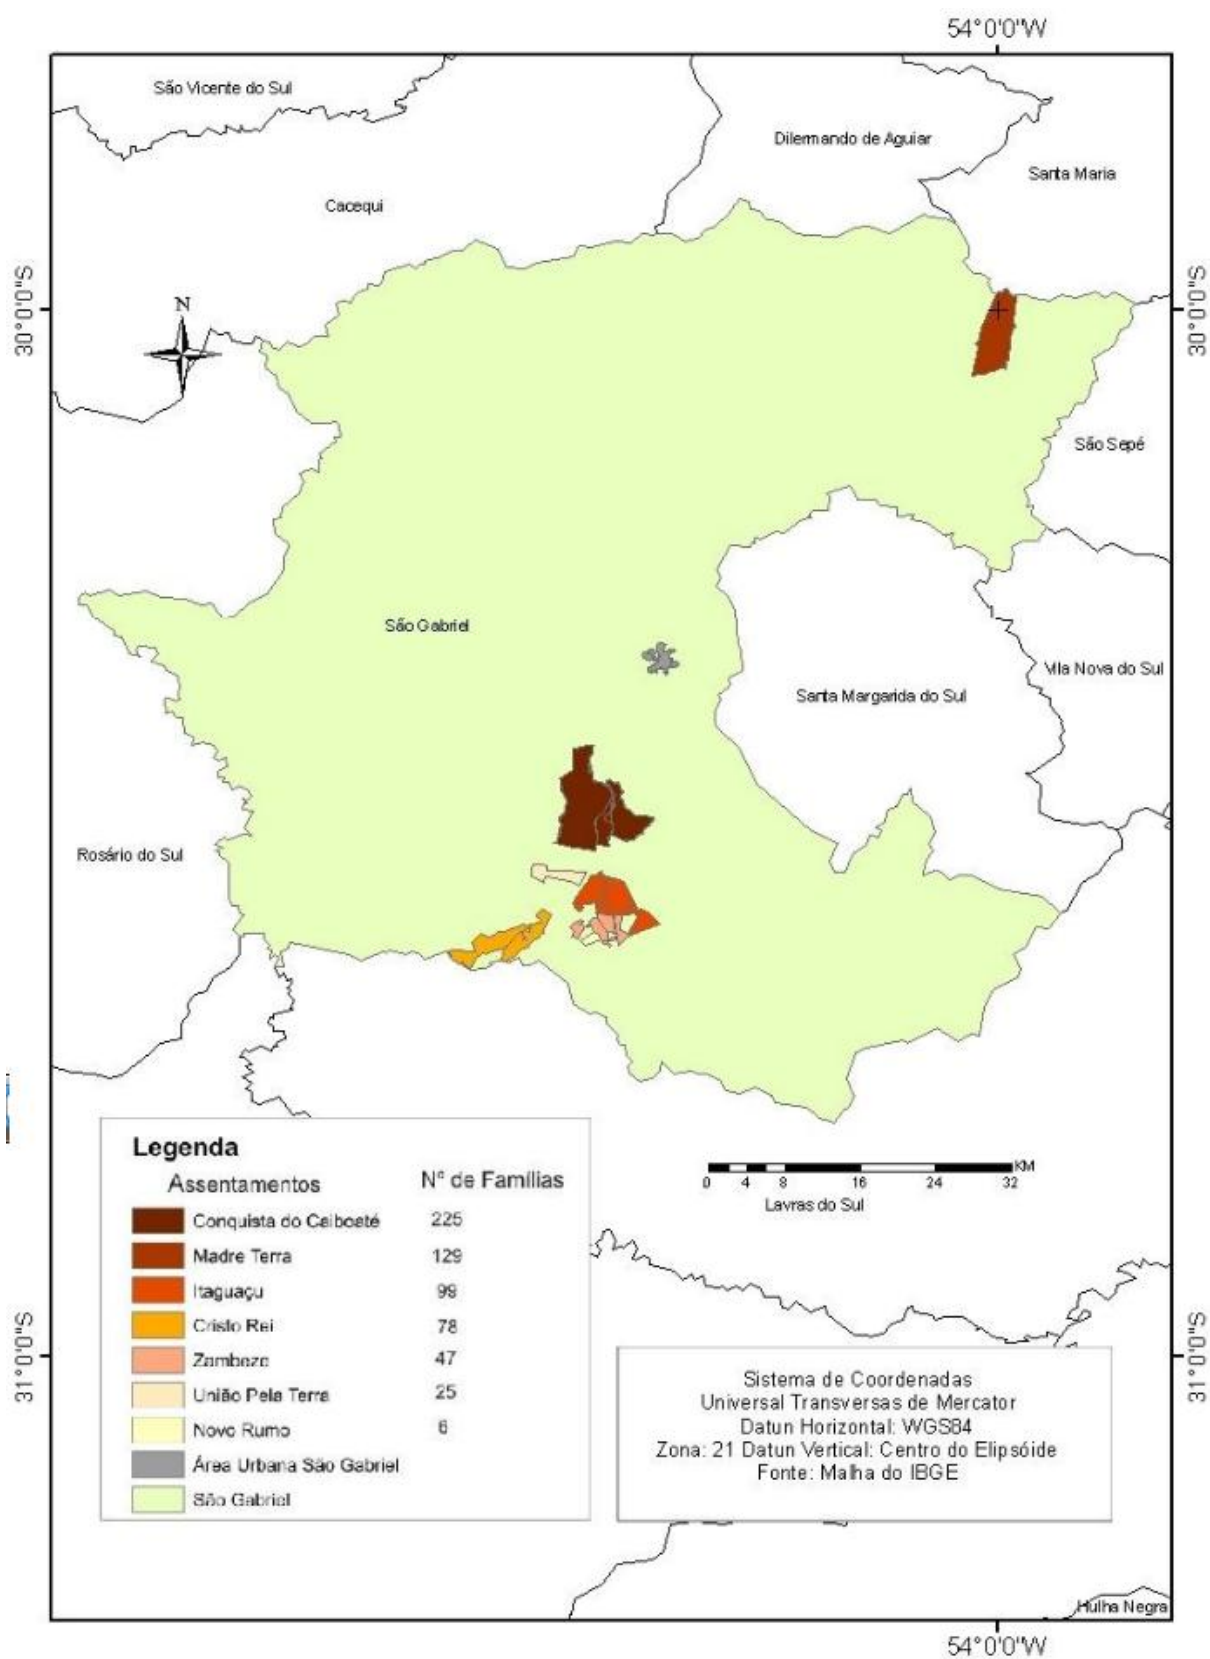 54°0'0"W
São Vicente do Sul
Dilermando de Aguiar
Santa Maria
Cacequi
N
30°0'0"S
30°0'0"S
São Sepé
São Gabriel
Vila Nova do Sul
Santa Margarida do Sul
Rosário do Sul
Legenda
Assentamentos Nº de Famílias
Conquista do Caiboaté 225
Madre Terra 129
Itaguaçu 99
Cristo Rei 78
Zambeze 47
União Pela Terra 25
Novo Rumo 6
Área Urbana São Gabriel
São Gabriel
KM
0 4 8 16 24 32
Lavras do Sul
31°0'0"S
31°0'0"S
Sistema de Coordenadas
Universal Transversas de Mercator
Datun Horizontal: WGS84
Zona: 21 Datun Vertical: Centro do Elipsóide
Fonte: Malha do IBGE
Hulha Negra
54°0'0"W